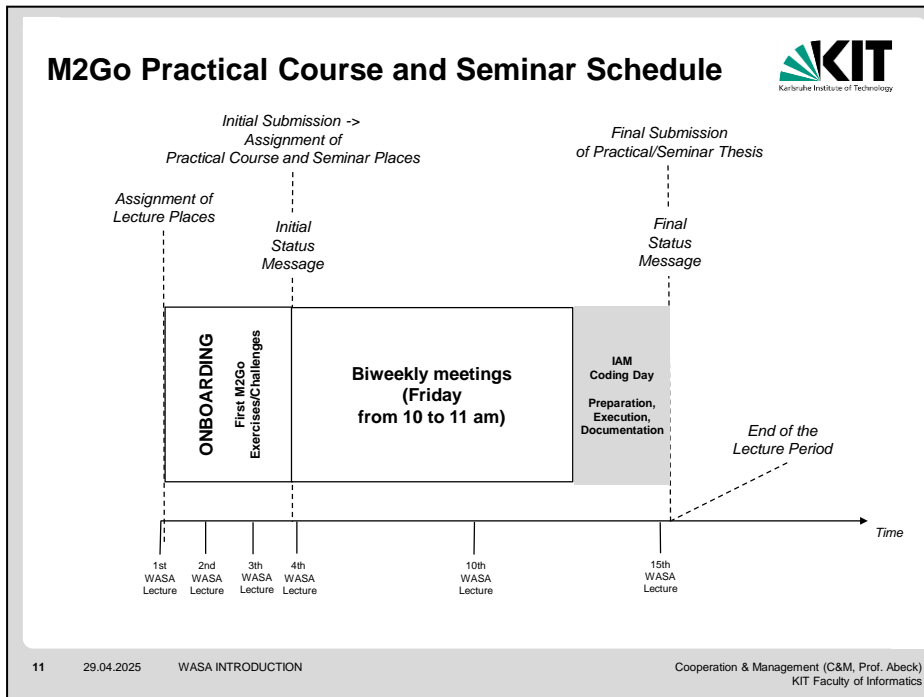 M2Go Practical Course and Seminar Schedule
KIT
Karlsruhe Institute of Technology
Initial Submission ->
Assignment of
Practical Course and Seminar Places
Final Submission
of Practical/Seminar Thesis
Assignment of
Lecture Places
Initial
Status
Message
Final
Status
Message
ONBOARDING
First M2Go
Exercises/Challenges
Biweekly meetings
(Friday
from 10 to 11 am)
IAM
Coding Day
Preparation,
Execution,
Documentation
End of the
Lecture Period
Time
1st
WASA
Lecture
2nd
WASA
Lecture
3th
WASA
Lecture
4th
WASA
Lecture
10th
WASA
Lecture
15th
WASA
Lecture
11 29.04.2025 WASA INTRODUCTION
Cooperation & Management (C&M, Prof. Abeck)
KIT Faculty of Informatics